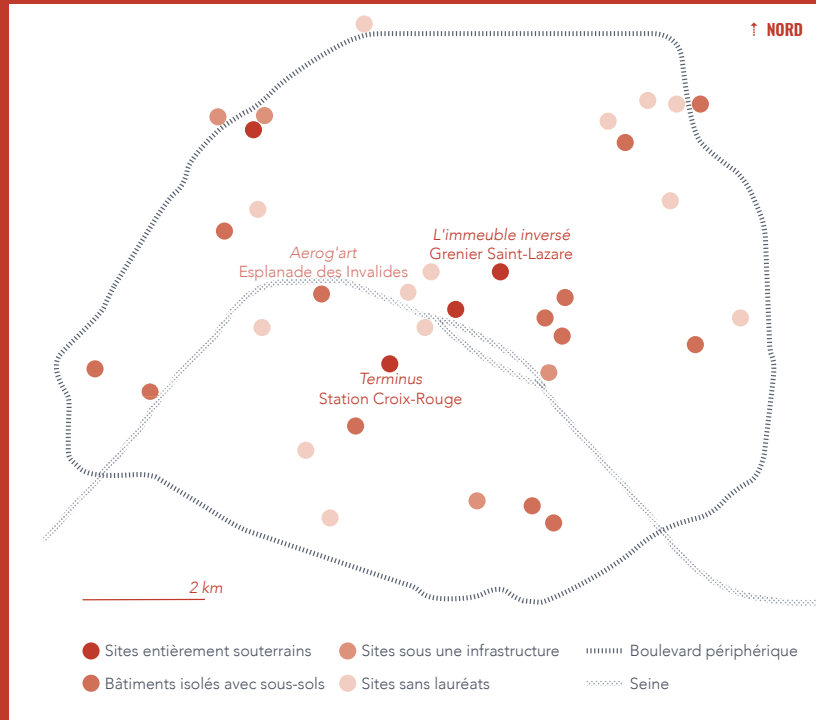 ⇡ NORD
L'immeuble inversé
Grenier Saint-Lazare
Aerog'art
Esplanade des Invalides
Terminus
Station Croix-Rouge
2 km
Sites entièrement souterrains
Sites sous une infrastructure
Boulevard périphérique
Bâtiments isolés avec sous-sols
Sites sans lauréats
Seine